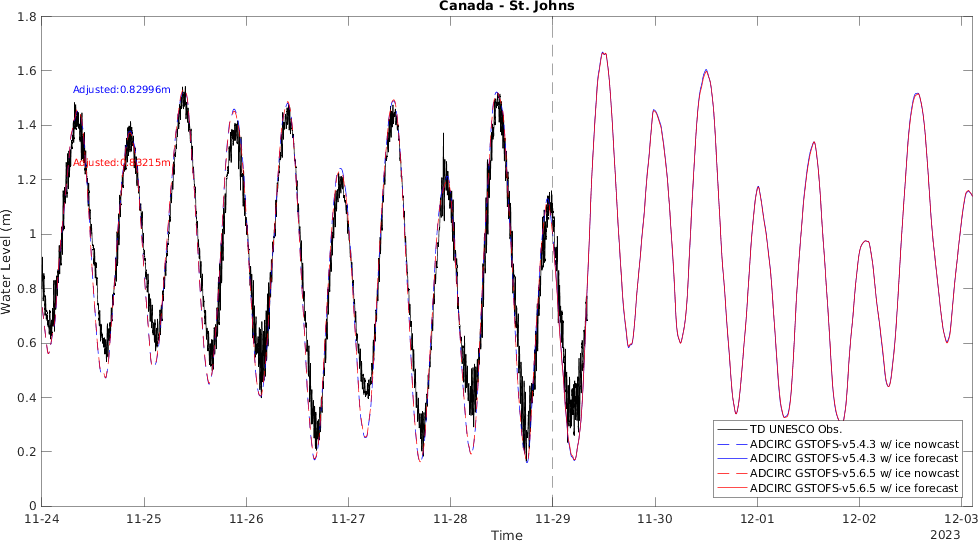 Canada - St. Johns
1.8
1.6
1.4
1.2
1
0.8
0.6
0.4
0.2
0
Water Level (m)
Adjusted:0.82996m
Adjusted:0.83215m
TD UNESCO Obs.
ADCIRC GSTOFS-v5.4.3 w/ ice nowcast
ADCIRC GSTOFS-v5.4.3 w/ ice forecast
ADCIRC GSTOFS-v5.6.5 w/ ice nowcast
ADCIRC GSTOFS-v5.6.5 w/ ice forecast
11-24 11-25 11-26 11-27 11-28 11-29 11-30 12-01 12-02 12-03
Time
2023